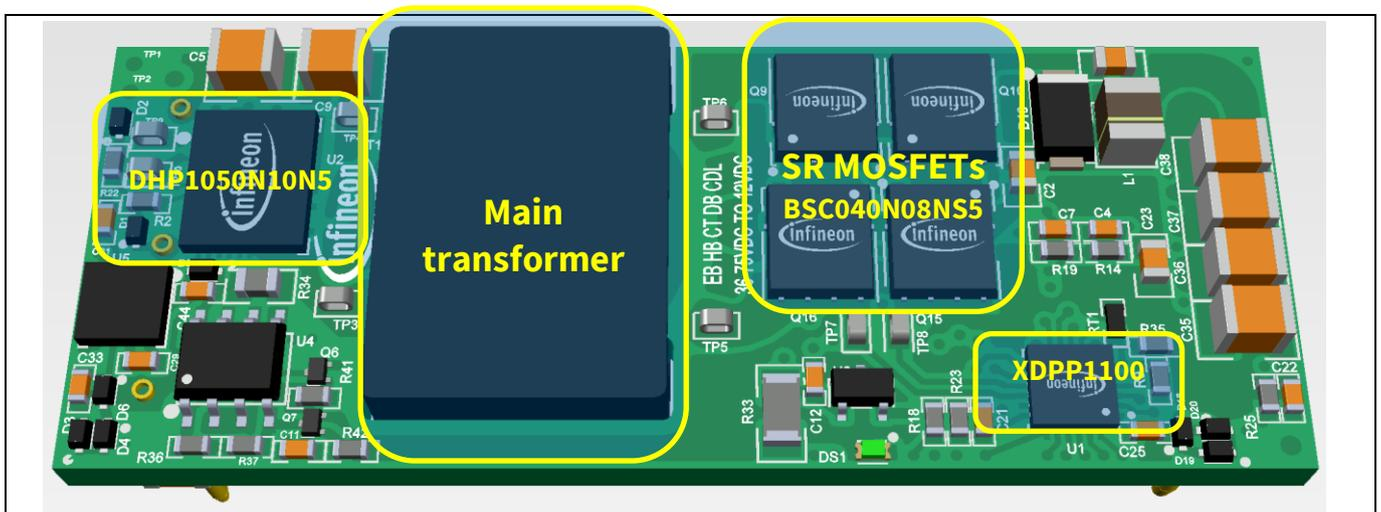 TP1
C5
TP2
D2
C9
T1
U2
infineon
DHP1050N10N5
R22
R2
D1
U5
infineon
Main
transformer
TP6
EB HB CT DB CDL
36-75VDC TO 12VDC
Q9
infineon
infineon
SR MOSFETs
BSC040N08NS5
infineon
infineon
C2
L1
C38
C37
C36
C35
C7
C4
C23
R19
R14
R34
TP3
C44
U4
C33
Q6
R41
Q7
D6
D4
C11
R42
R36
R37
TP5
Q16
Q15
TP7
TP8
RT1
R35
XDPP1100
infineon
R33
C12
R18
R23
C21
DS1
U1
C25
D19
D20
R25
C22